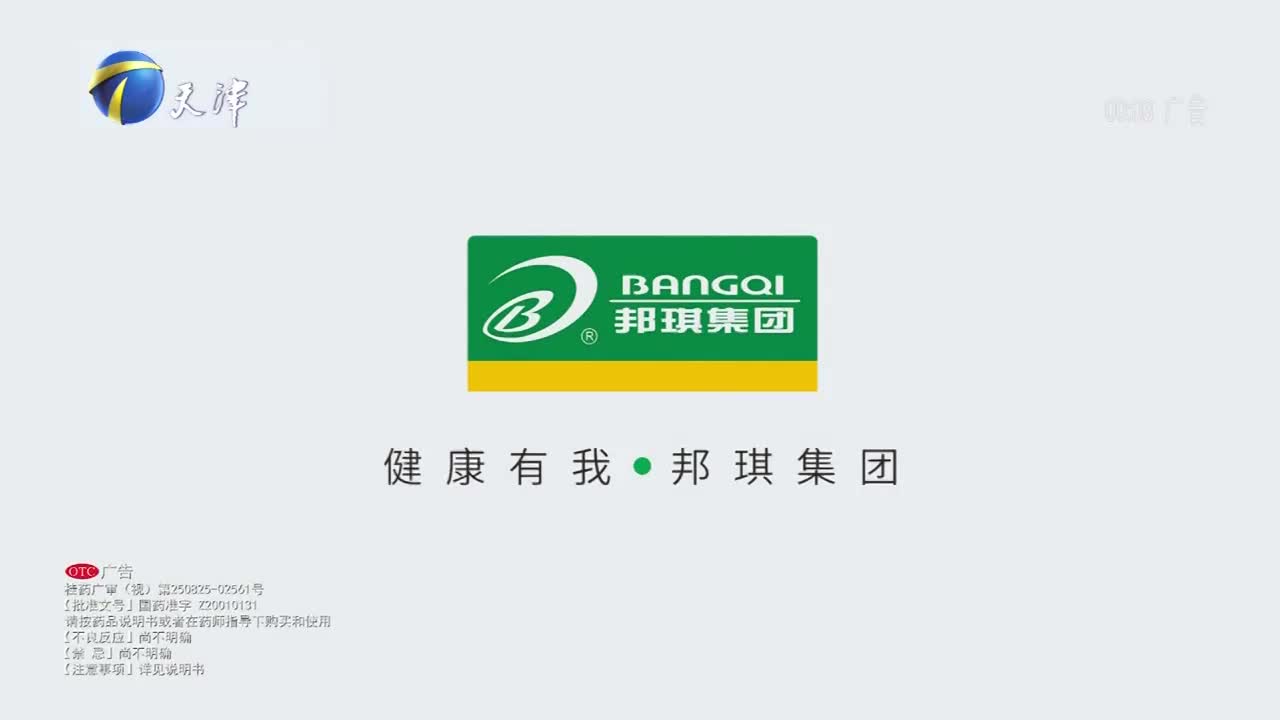 天津
广告
BANGQI
邦琪集团
®
健康有我•邦琪集团
OTC广告
桂药广审（视）第250825-02561号
【批准文号】国药准字 Z20010131
请按药品说明书或者在药师指导下购买和使用
【不良反应】尚不明确
【禁 忌】尚不明确
【注意事项】详见说明书